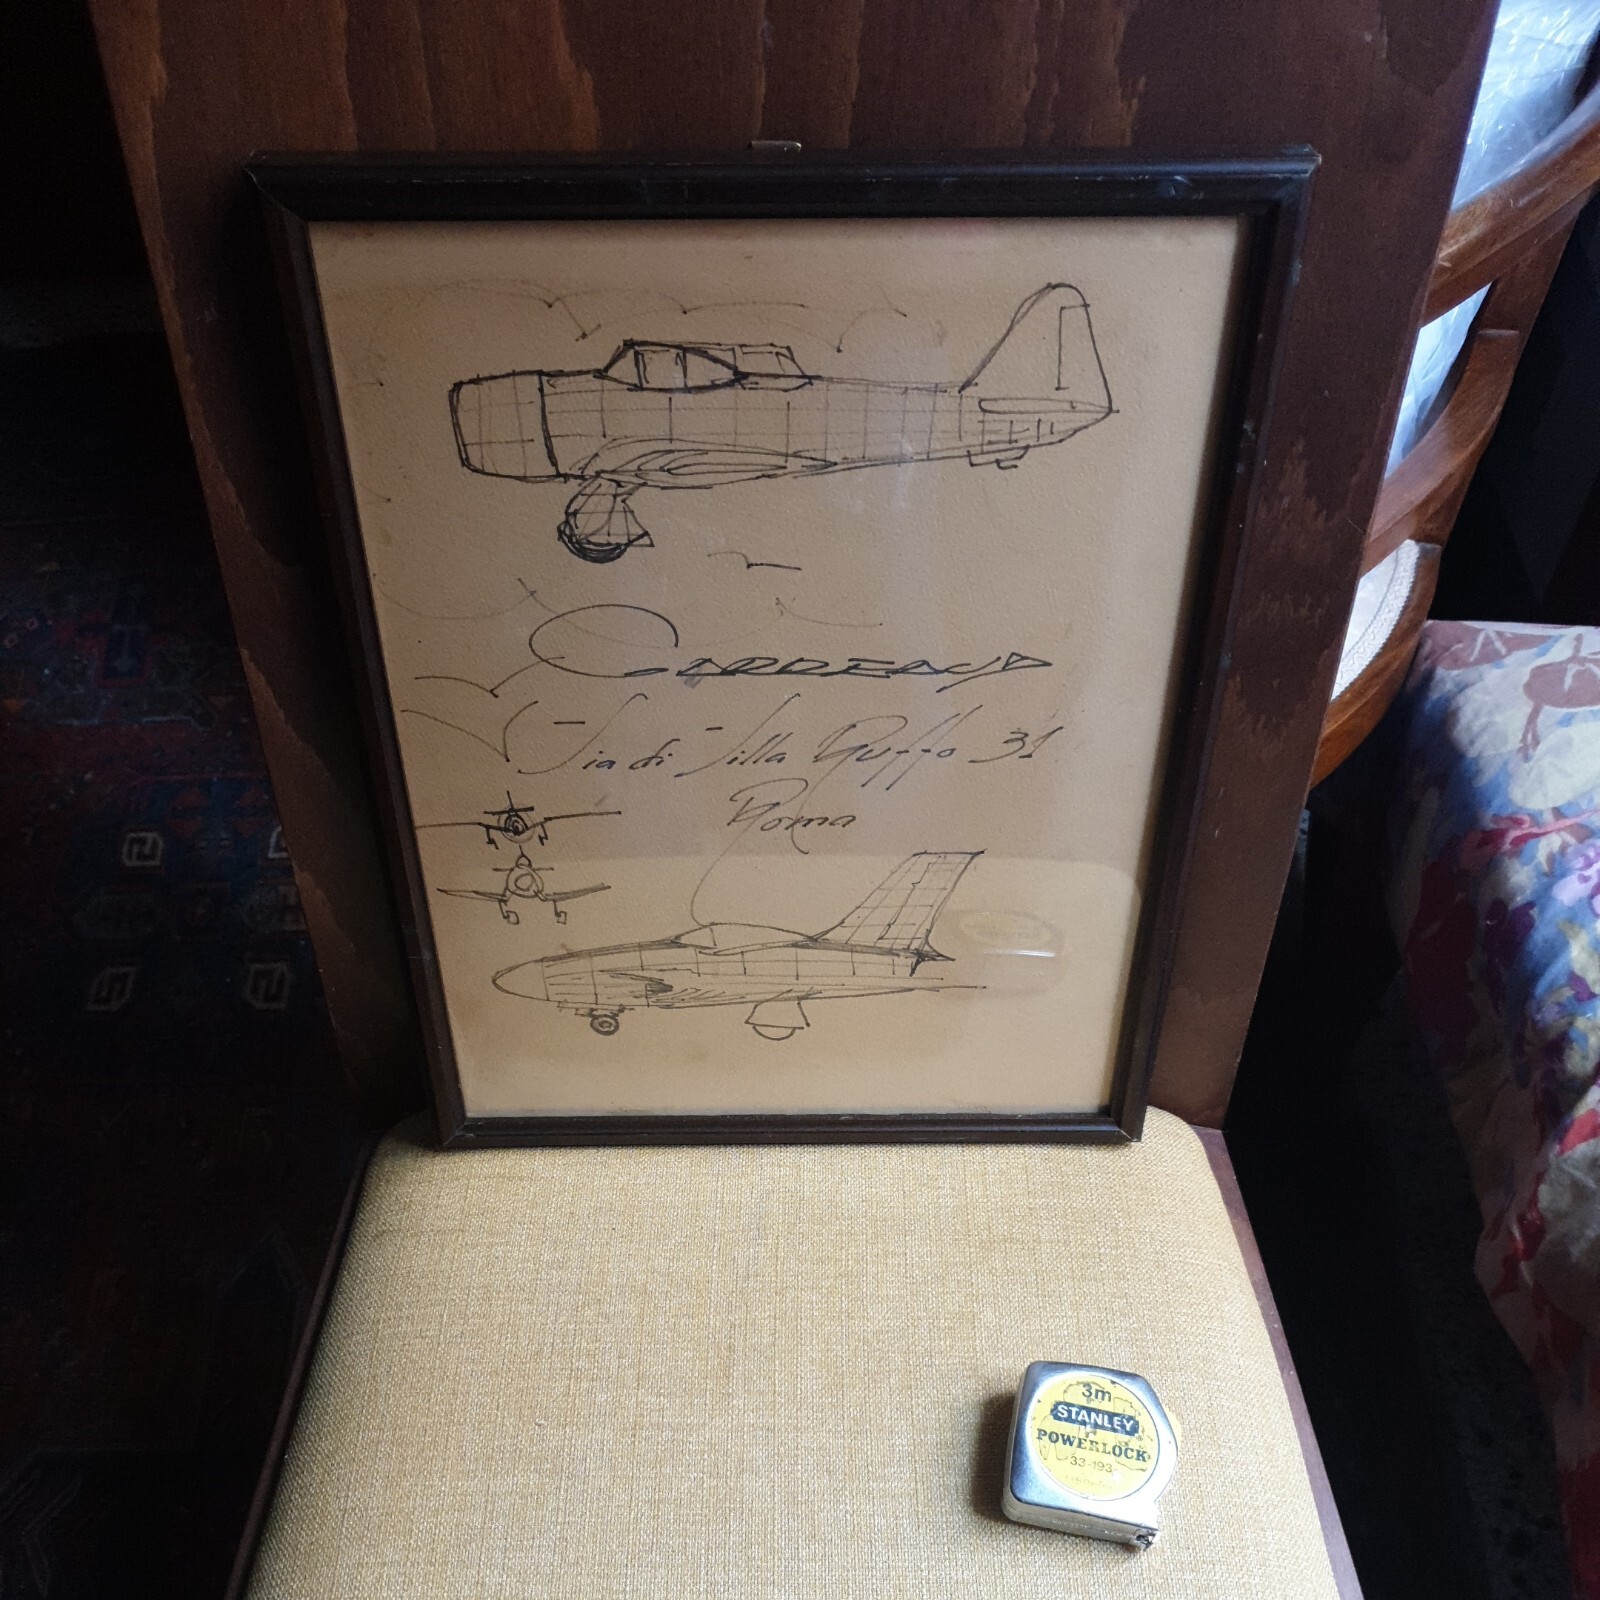 Via di Villa Ruffo 31
Roma
3m
STANLEY
POWERLOCK
33-193